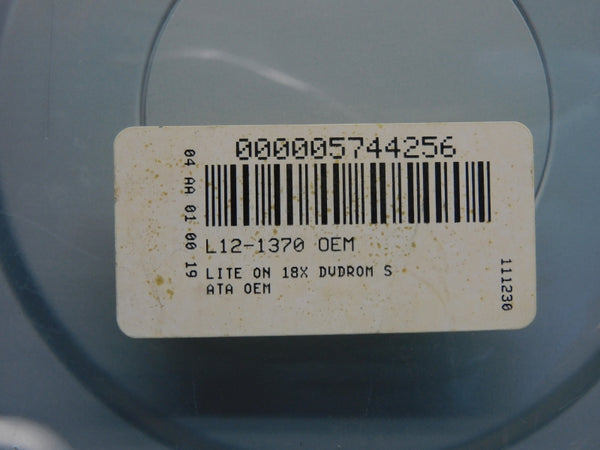 000005744256
04 AA 01 00 19
L12-1370 OEM
LITE ON 18X DVDROM S
ATA OEM
111230